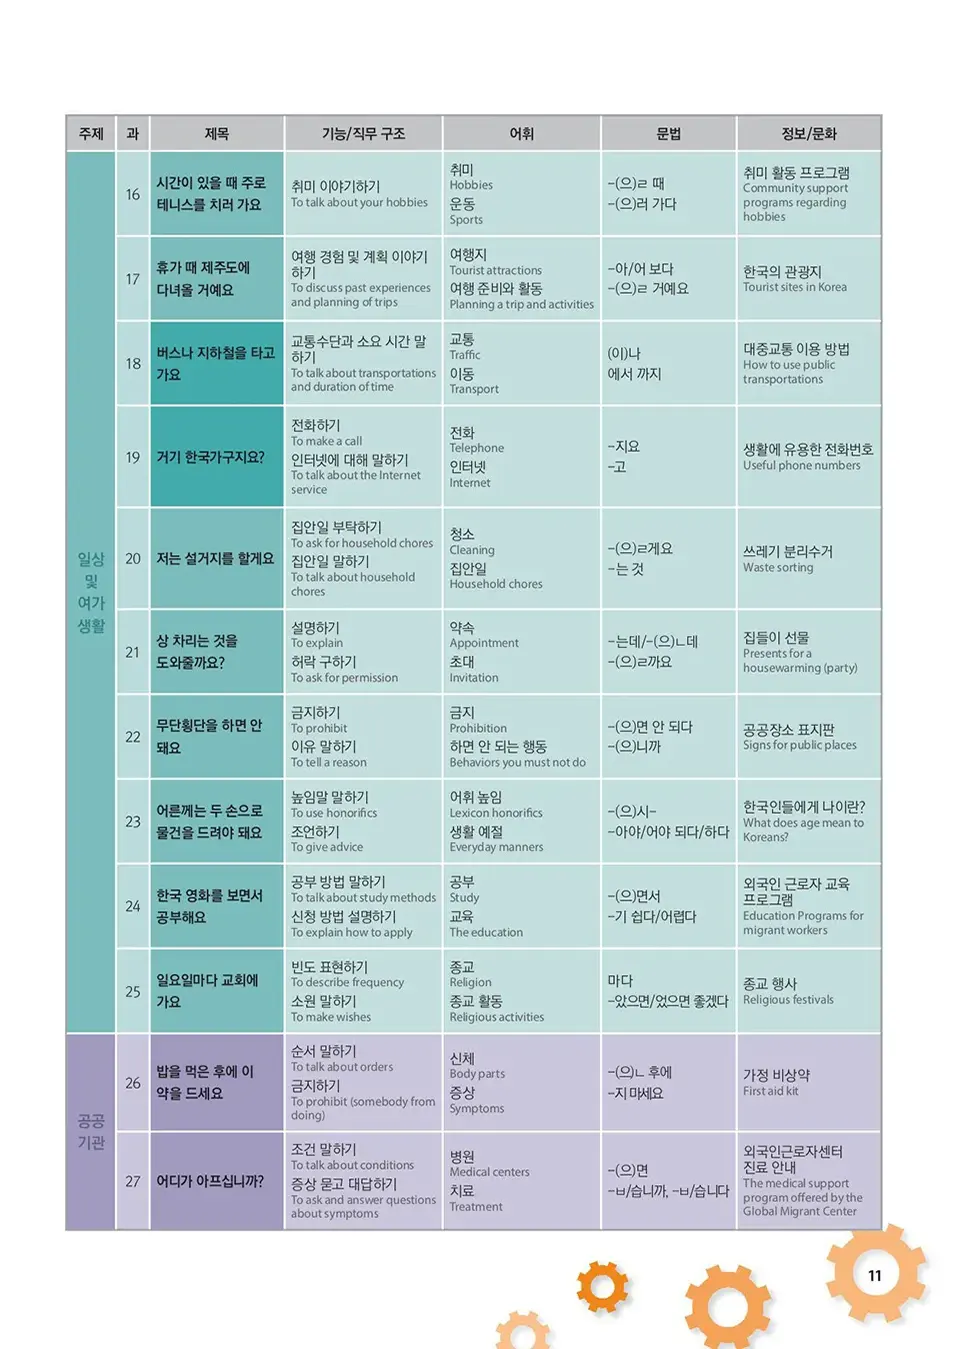 주제 과 제목 기능/직무 구조 어휘 문법 정보/문화
일상
및
여가
생활
16
시간이 있을 때 주로
테니스를 치러 가요
취미 이야기하기
To talk about your hobbies
취미
Hobbies
운동
Sports
-(으)ㄹ 때
-(으)러 가다
취미 활동 프로그램
Community support
programs regarding
hobbies
17
휴가 때 제주도에
다녀올 거예요
여행 경험 및 계획 이야기
하기
To discuss past experiences
and planning of trips
여행지
Tourist attractions
여행 준비와 활동
Planning a trip and activities
-아/어 보다
-(으)ㄹ 거예요
한국의 관광지
Tourist sites in Korea
18
버스나 지하철을 타고
가요
교통수단과 소요 시간 말
하기
To talk about transportations
and duration of time
교통
Traffic
이동
Transport
(이)나
에서 까지
대중교통 이용 방법
How to use public
transportations
19
거기 한국가구지요?
전화하기
To make a call
인터넷에 대해 말하기
To talk about the Internet
service
전화
Telephone
인터넷
Internet
-지요
-고
생활에 유용한 전화번호
Useful phone numbers
20
저는 설거지를 할게요
집안일 부탁하기
To ask for household chores
집안일 말하기
To talk about household
chores
청소
Cleaning
집안일
Household chores
-(으)ㄹ게요
-는 것
쓰레기 분리수거
Waste sorting
21
상 차리는 것을
도와줄까요?
설명하기
To explain
허락 구하기
To ask for permission
약속
Appointment
초대
Invitation
-는데/-(으)ㄴ데
-(으)ㄹ까요
집들이 선물
Presents for a
housewarming (party)
22
무단횡단을 하면 안
돼요
금지하기
To prohibit
이유 말하기
To tell a reason
금지
Prohibition
하면 안 되는 행동
Behaviors you must not do
-(으)면 안 되다
-(으)니까
공공장소 표지판
Signs for public places
23
어른께는 두 손으로
물건을 드려야 돼요
높임말 말하기
To use honorifics
조언하기
To give advice
어휘 높임
Lexicon honorifics
생활 예절
Everyday manners
-(으)시-
-아야/어야 되다/하다
한국인들에게 나이란?
What does age mean to
Koreans?
24
한국 영화를 보면서
공부해요
공부 방법 말하기
To talk about study methods
신청 방법 설명하기
To explain how to apply
공부
Study
교육
The education
-(으)면서
-기 쉽다/어렵다
외국인 근로자 교육
프로그램
Education Programs for
migrant workers
25
일요일마다 교회에
가요
빈도 표현하기
To describe frequency
소원 말하기
To make wishes
종교
Religion
종교 활동
Religious activities
마다
-았으면/었으면 좋겠다
종교 행사
Religious festivals
공공
기관
26
밥을 먹은 후에 이
약을 드세요
순서 말하기
To talk about orders
금지하기
To prohibit (somebody from
doing)
신체
Body parts
증상
Symptoms
-(으)ㄴ 후에
-지 마세요
가정 비상약
First aid kit
27
어디가 아프십니까?
조건 말하기
To talk about conditions
증상 묻고 대답하기
To ask and answer questions
about symptoms
병원
Medical centers
치료
Treatment
-(으)면
-ㅂ/습니까, -ㅂ/습니다
외국인근로자센터
진료 안내
The medical support
program offered by the
Global Migrant Center
11